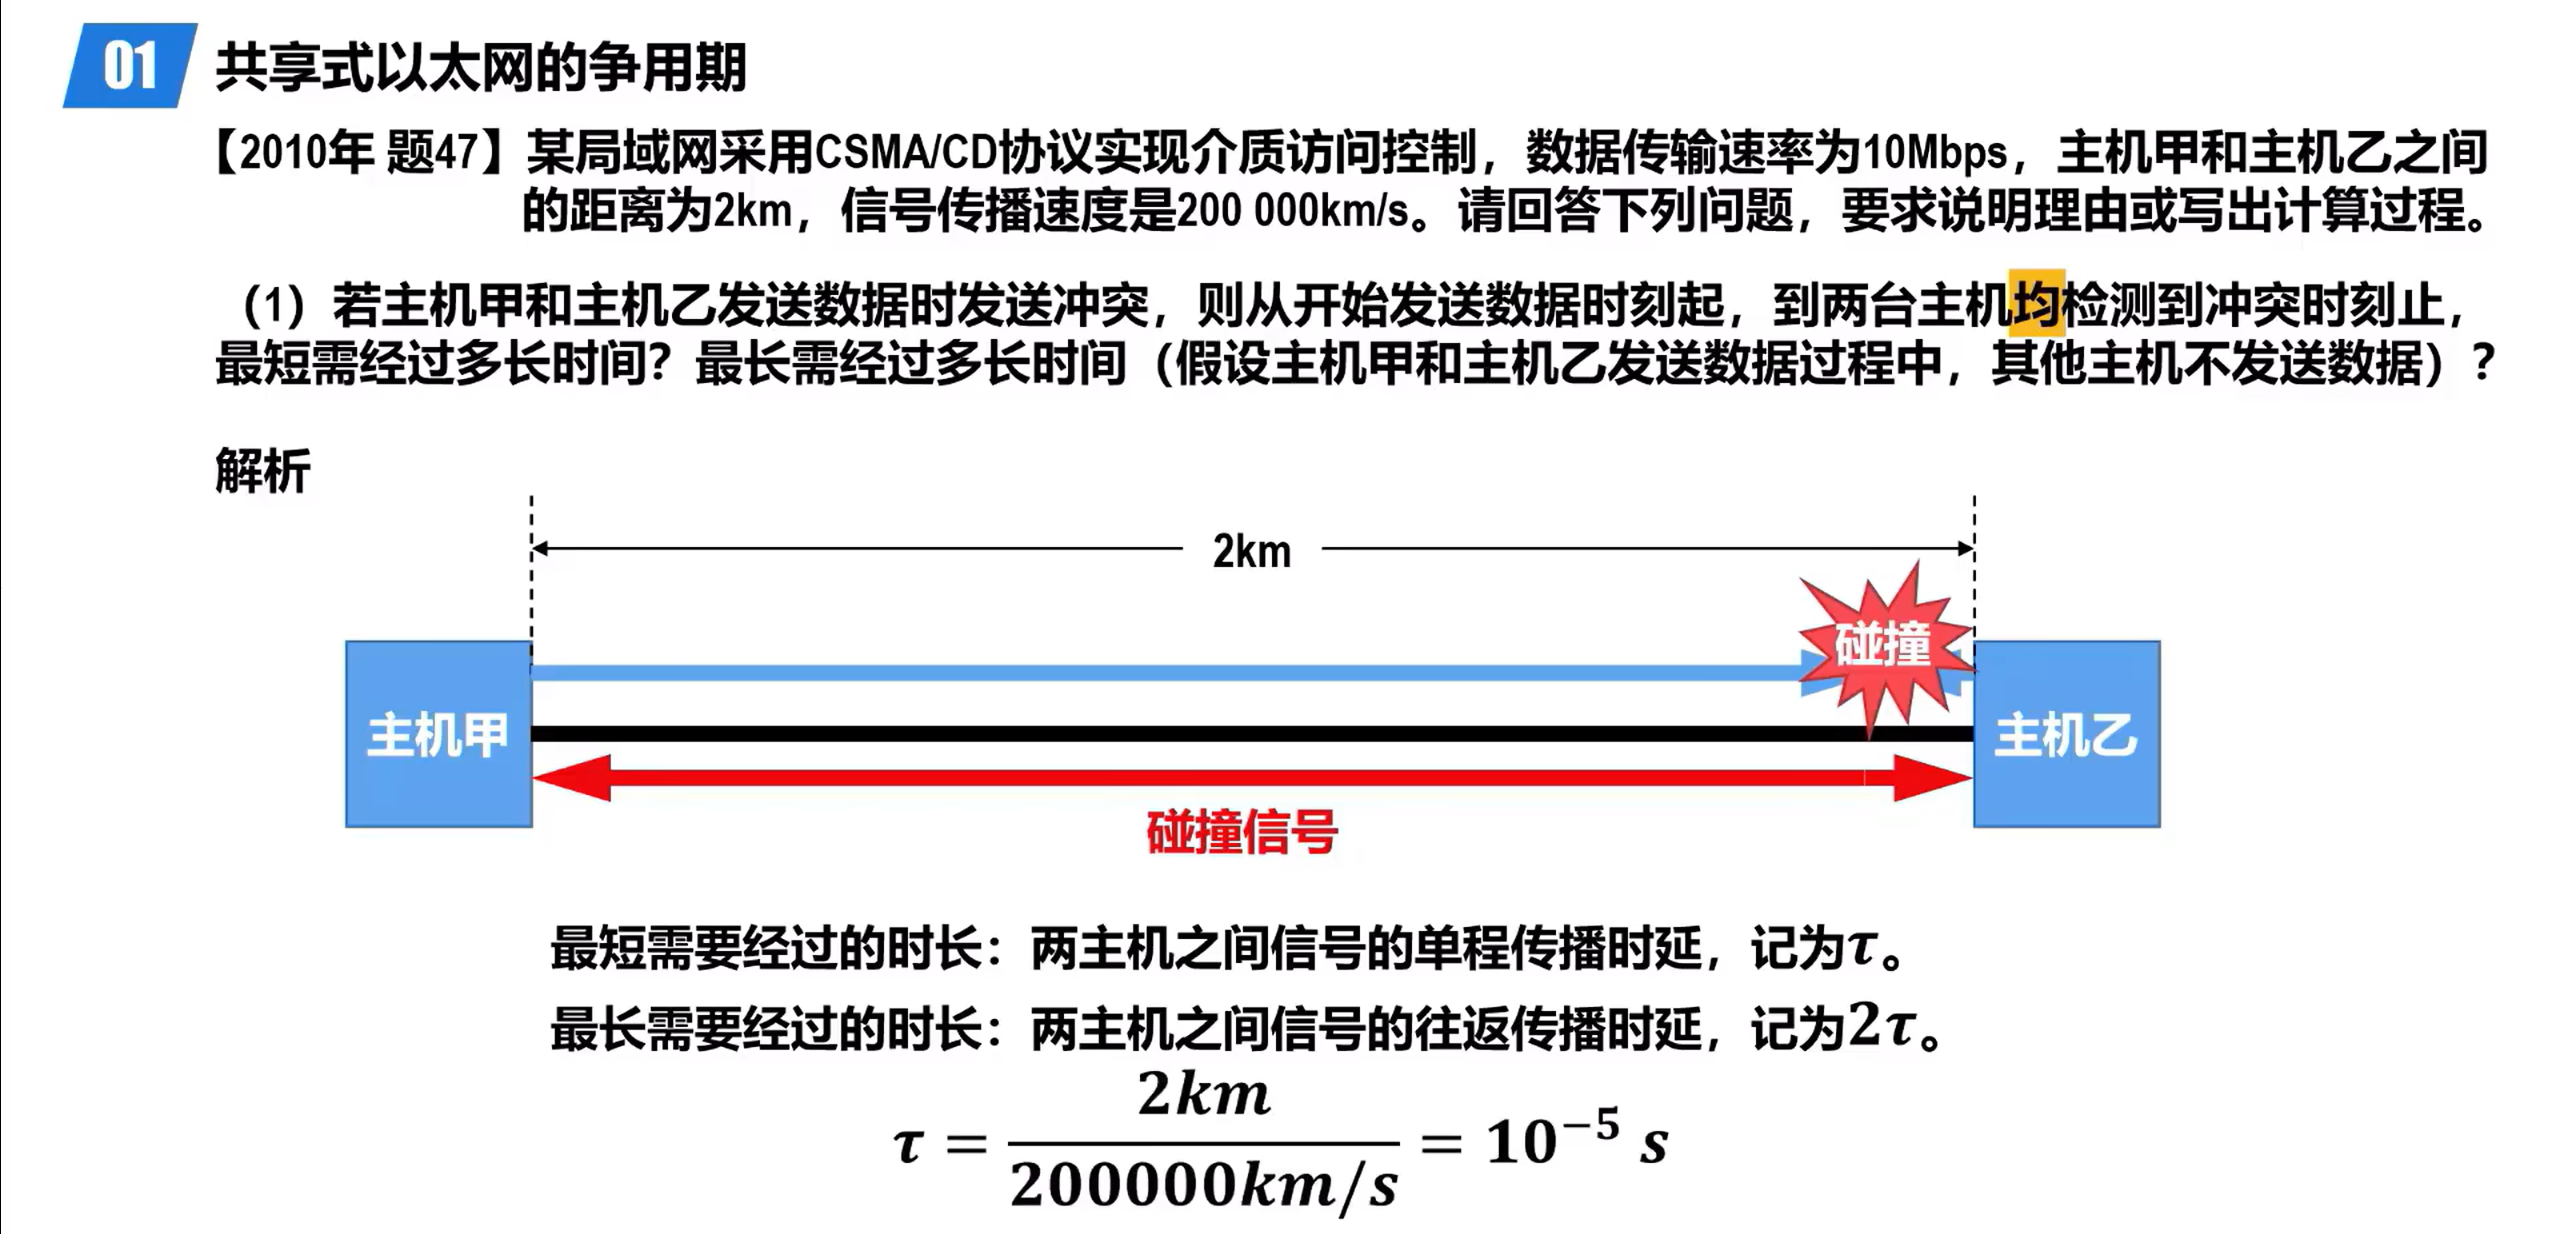 01 共享式以太网的争用期
【2010年 题47】某局域网采用CSMA/CD协议实现介质访问控制，数据传输速率为10Mbps，主机甲和主机乙之间
的距离为2km，信号传播速度是200 000km/s。请回答下列问题，要求说明理由或写出计算过程。
（1）若主机甲和主机乙发送数据时发送冲突，则从开始发送数据时刻起，到两台主机均检测到冲突时刻止，
最短需经过多长时间？最长需经过多长时间（假设主机甲和主机乙发送数据过程中，其他主机不发送数据）?
解析
2km
碰撞
主机甲
主机乙
碰撞信号
最短需要经过的时长：两主机之间信号的单程传播时延，记为τ。
最长需要经过的时长：两主机之间信号的往返传播时延，记为2τ。
τ = 2km / 200000km/s = 10⁻⁵ s